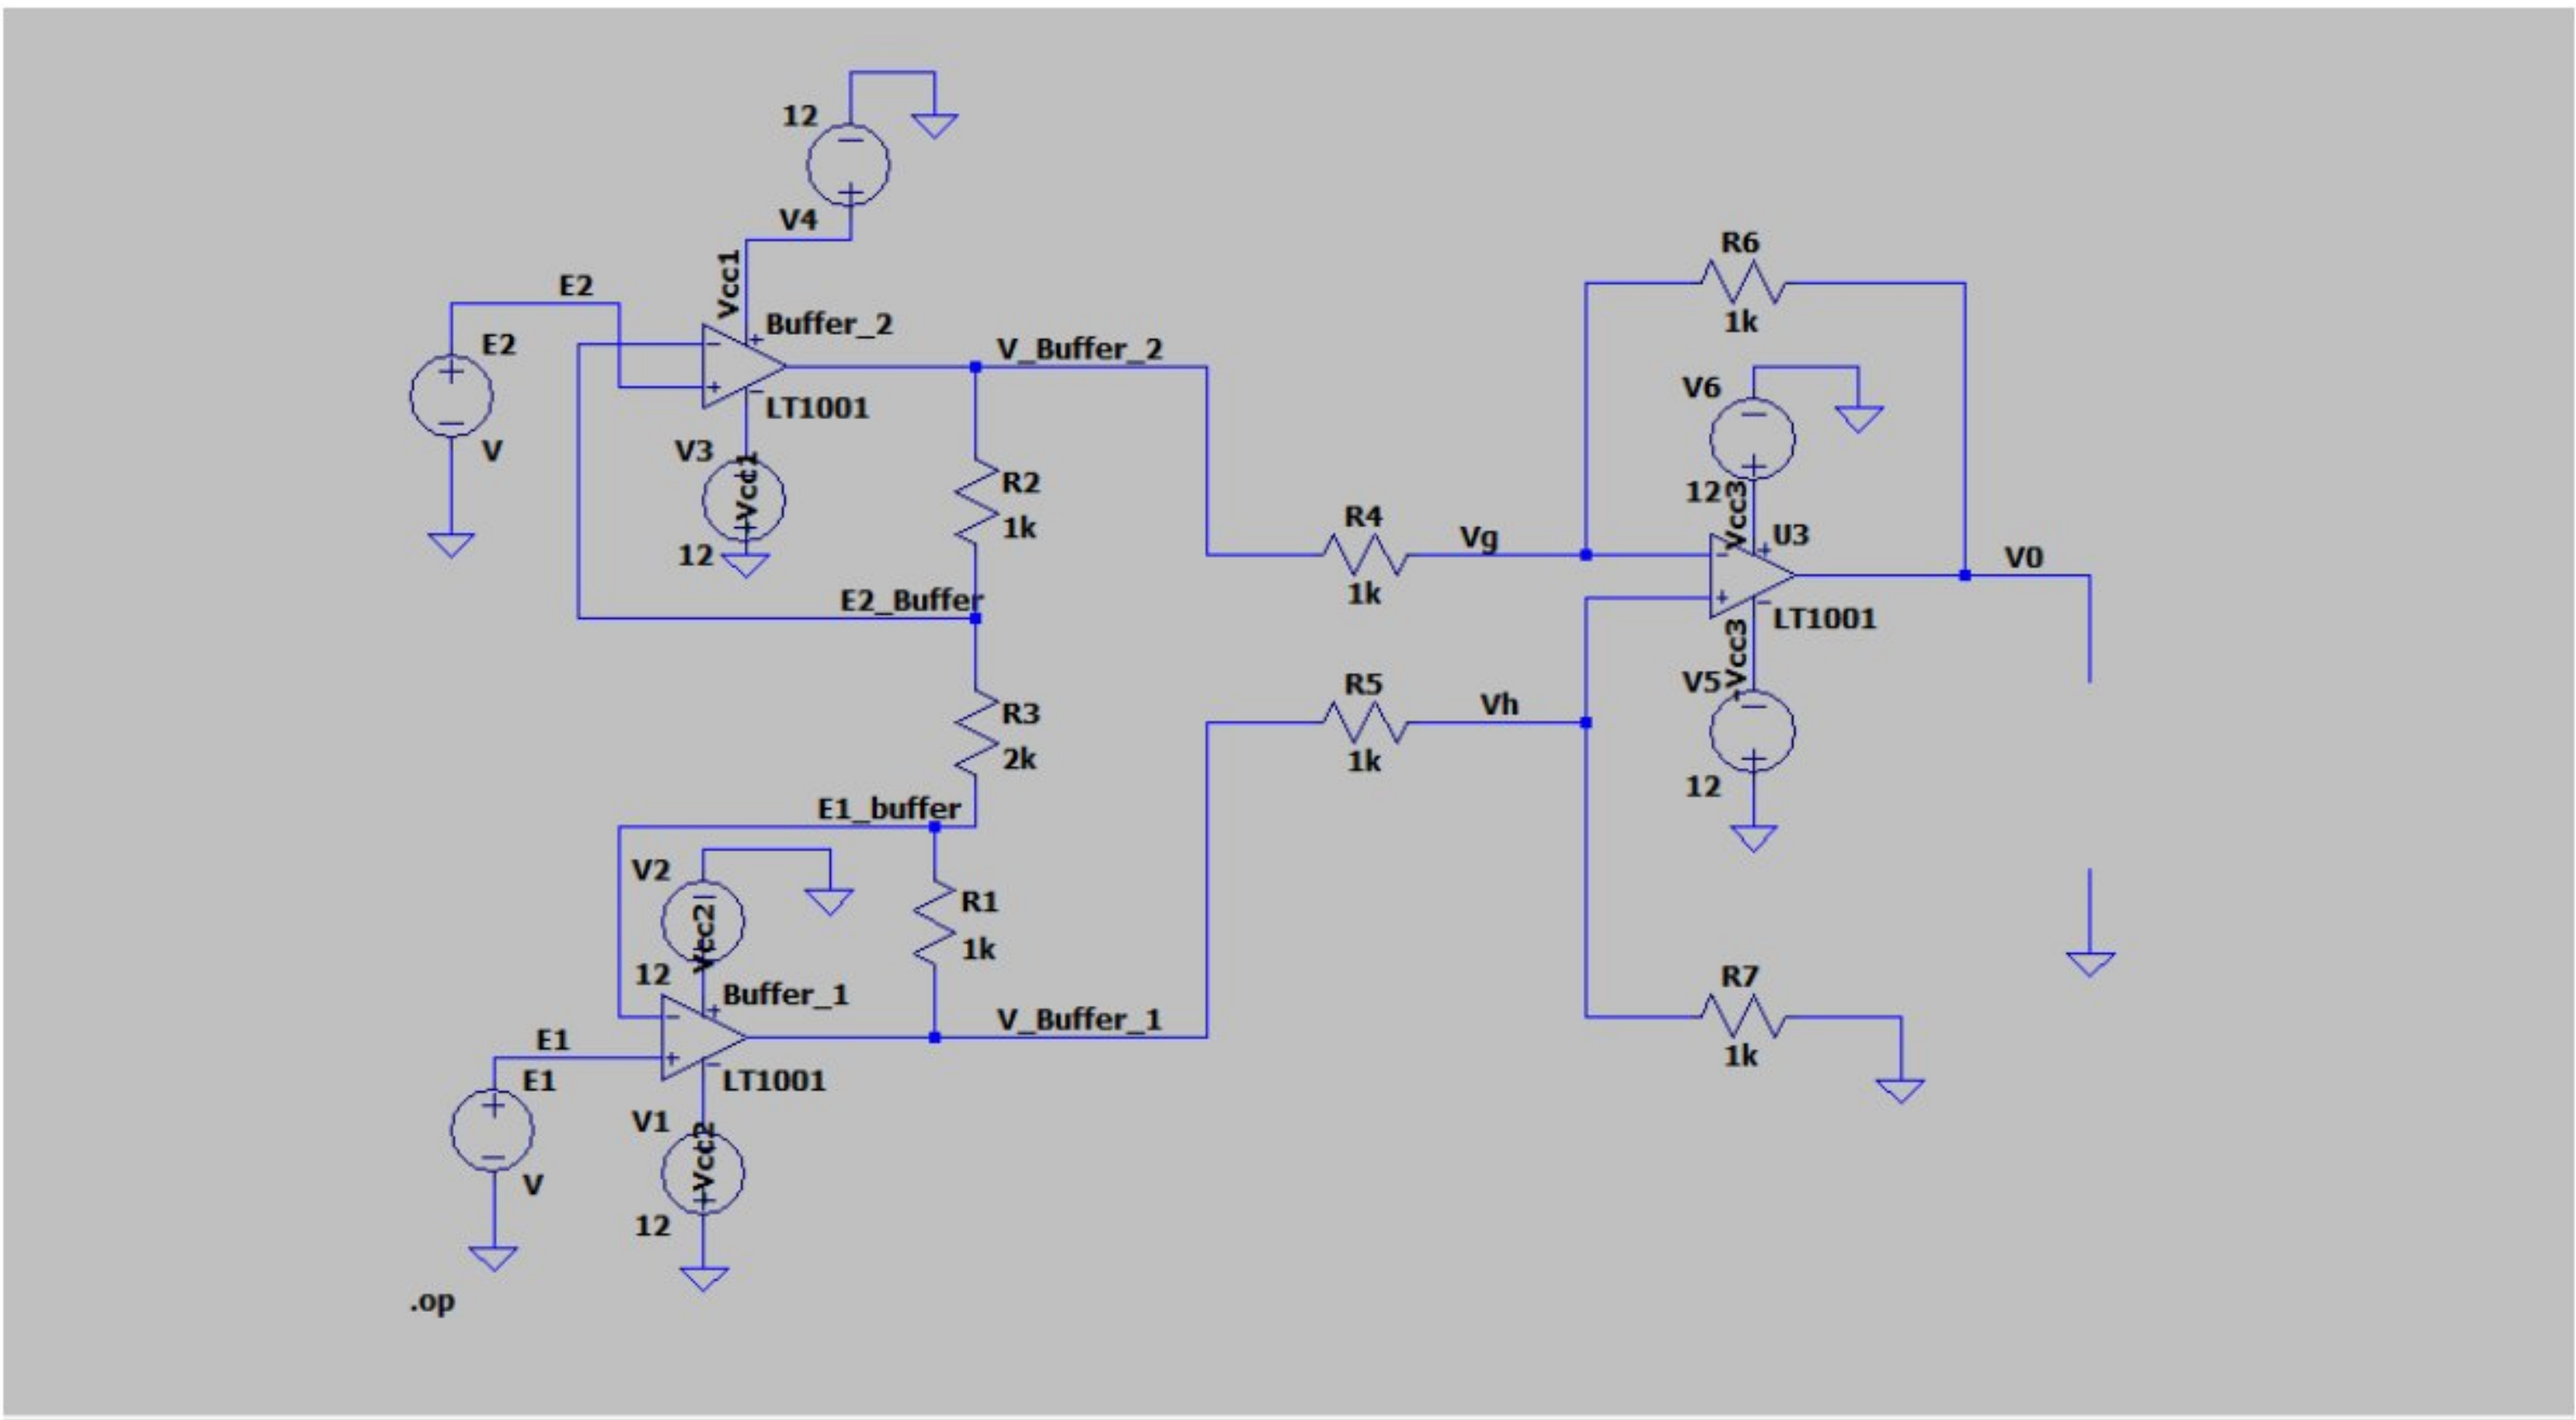 12
V4
Vcc1
E2
E2
V
Buffer_2
LT1001
V3
-Vcc1
12
V_Buffer_2
R2
1k
E2_Buffer
R3
2k
E1_buffer
V2
Vcc2
12
Buffer_1
LT1001
R1
1k
V_Buffer_1
E1
E1
V
V1
-Vcc2
12
.op
R4
1k
Vg
R5
1k
Vh
R6
1k
V6
12
Vcc3
U3
LT1001
V0
-Vcc3
V5
12
R7
1k